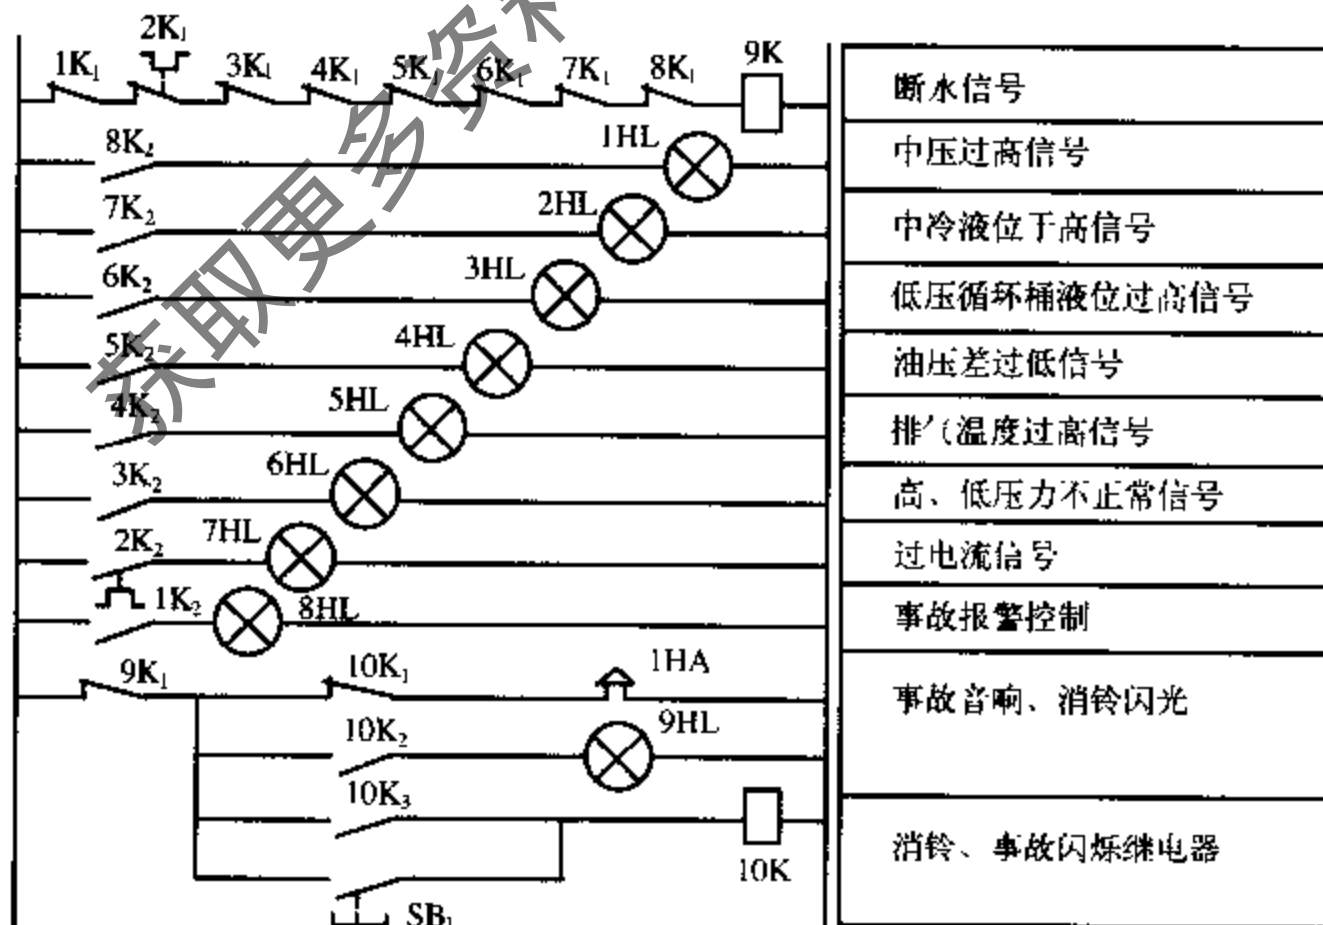 2K₁
1K₁ 3K₁ 4K₁ 5K₁ 6K₁ 7K₁ 8K₁ 9K
断水信号
8K₂ 1HL
中压过高信号
7K₂ 2HL
中冷液位于高信号
6K₂ 3HL
低压循环桶液位过高信号
5K₂ 4HL
油压差过低信号
4K₂ 5HL
排气温度过高信号
3K₂ 6HL
高、低压力不正常信号
2K₂ 7HL
过电流信号
1K₂ 8HL
事故报警控制
9K₁ 10K₁ 1HA
事故音响、消铃闪光
10K₂ 9HL
10K₃
消铃、事故闪烁继电器
10K
SB₁
获取更多资料